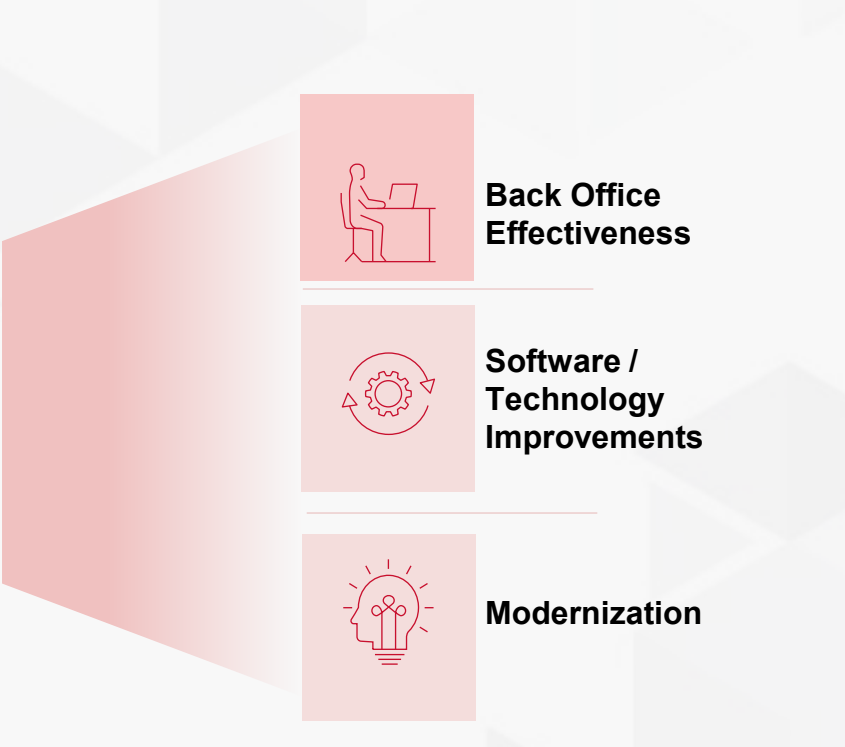 Back Office
Effectiveness
Software /
Technology
Improvements
Modernization